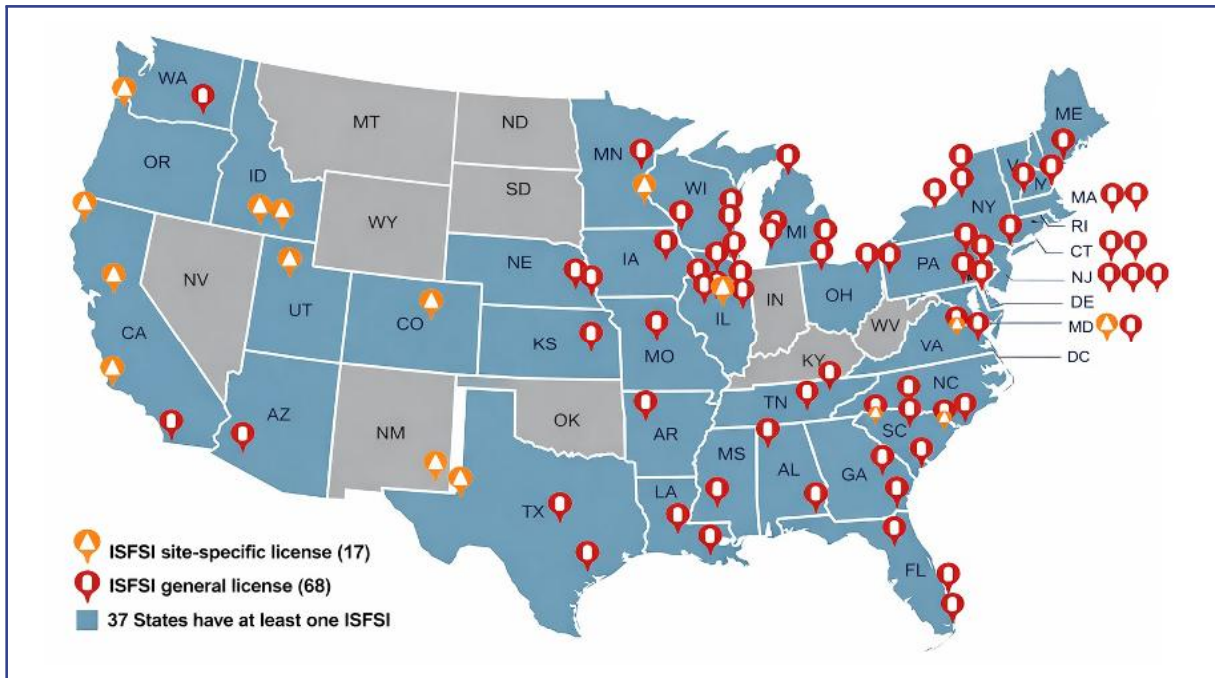 WA
MT
ND
MN
ME
OR
ID
SD
WI
V
WY
NY
MA
MI
RI
CT
NE
IA
PA
NJ
NV
UT
CO
IL
IN
OH
DE
MD
WV
CA
KS
MO
VA
DC
KY
NC
TN
AZ
NM
OK
AR
SC
MS
AL
GA
LA
TX
FL
ISFSI site-specific license (17)
ISFSI general license (68)
37 States have at least one ISFSI